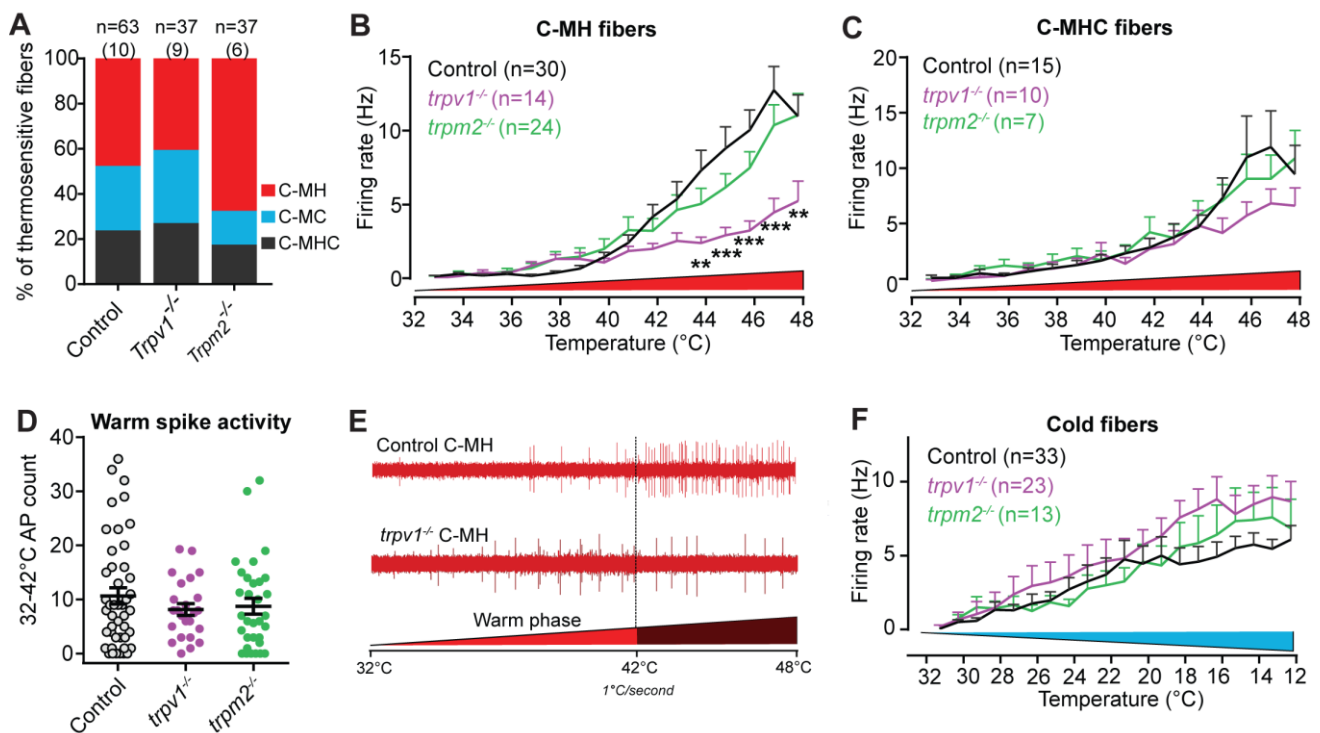 A
n=63 n=37 n=37
(10) (9) (6)
% of thermosensitive fibers
100
80
60
40
20
0
C-MH
C-MC
C-MHC
Control
Trpv1-/-
Trpm2-/-
B
C-MH fibers
Control (n=30)
trpv1-/- (n=14)
trpm2-/- (n=24)
Firing rate (Hz)
15
10
5
0
** *** *** *** **
32 34 36 38 40 42 44 46 48
Temperature (°C)
C
C-MHC fibers
Control (n=15)
trpv1-/- (n=10)
trpm2-/- (n=7)
Firing rate (Hz)
20
15
10
5
0
32 34 36 38 40 42 44 46 48
Temperature (°C)
D
Warm spike activity
32-42°C AP count
40
30
20
10
0
Control
trpv1-/-
trpm2-/-
E
Control C-MH
trpv1-/- C-MH
Warm phase
32°C 42°C 48°C
1°C/second
F
Cold fibers
Control (n=33)
trpv1-/- (n=23)
trpm2-/- (n=13)
Firing rate (Hz)
10
5
0
32 30 28 26 24 22 20 18 16 14 12
Temperature (°C)